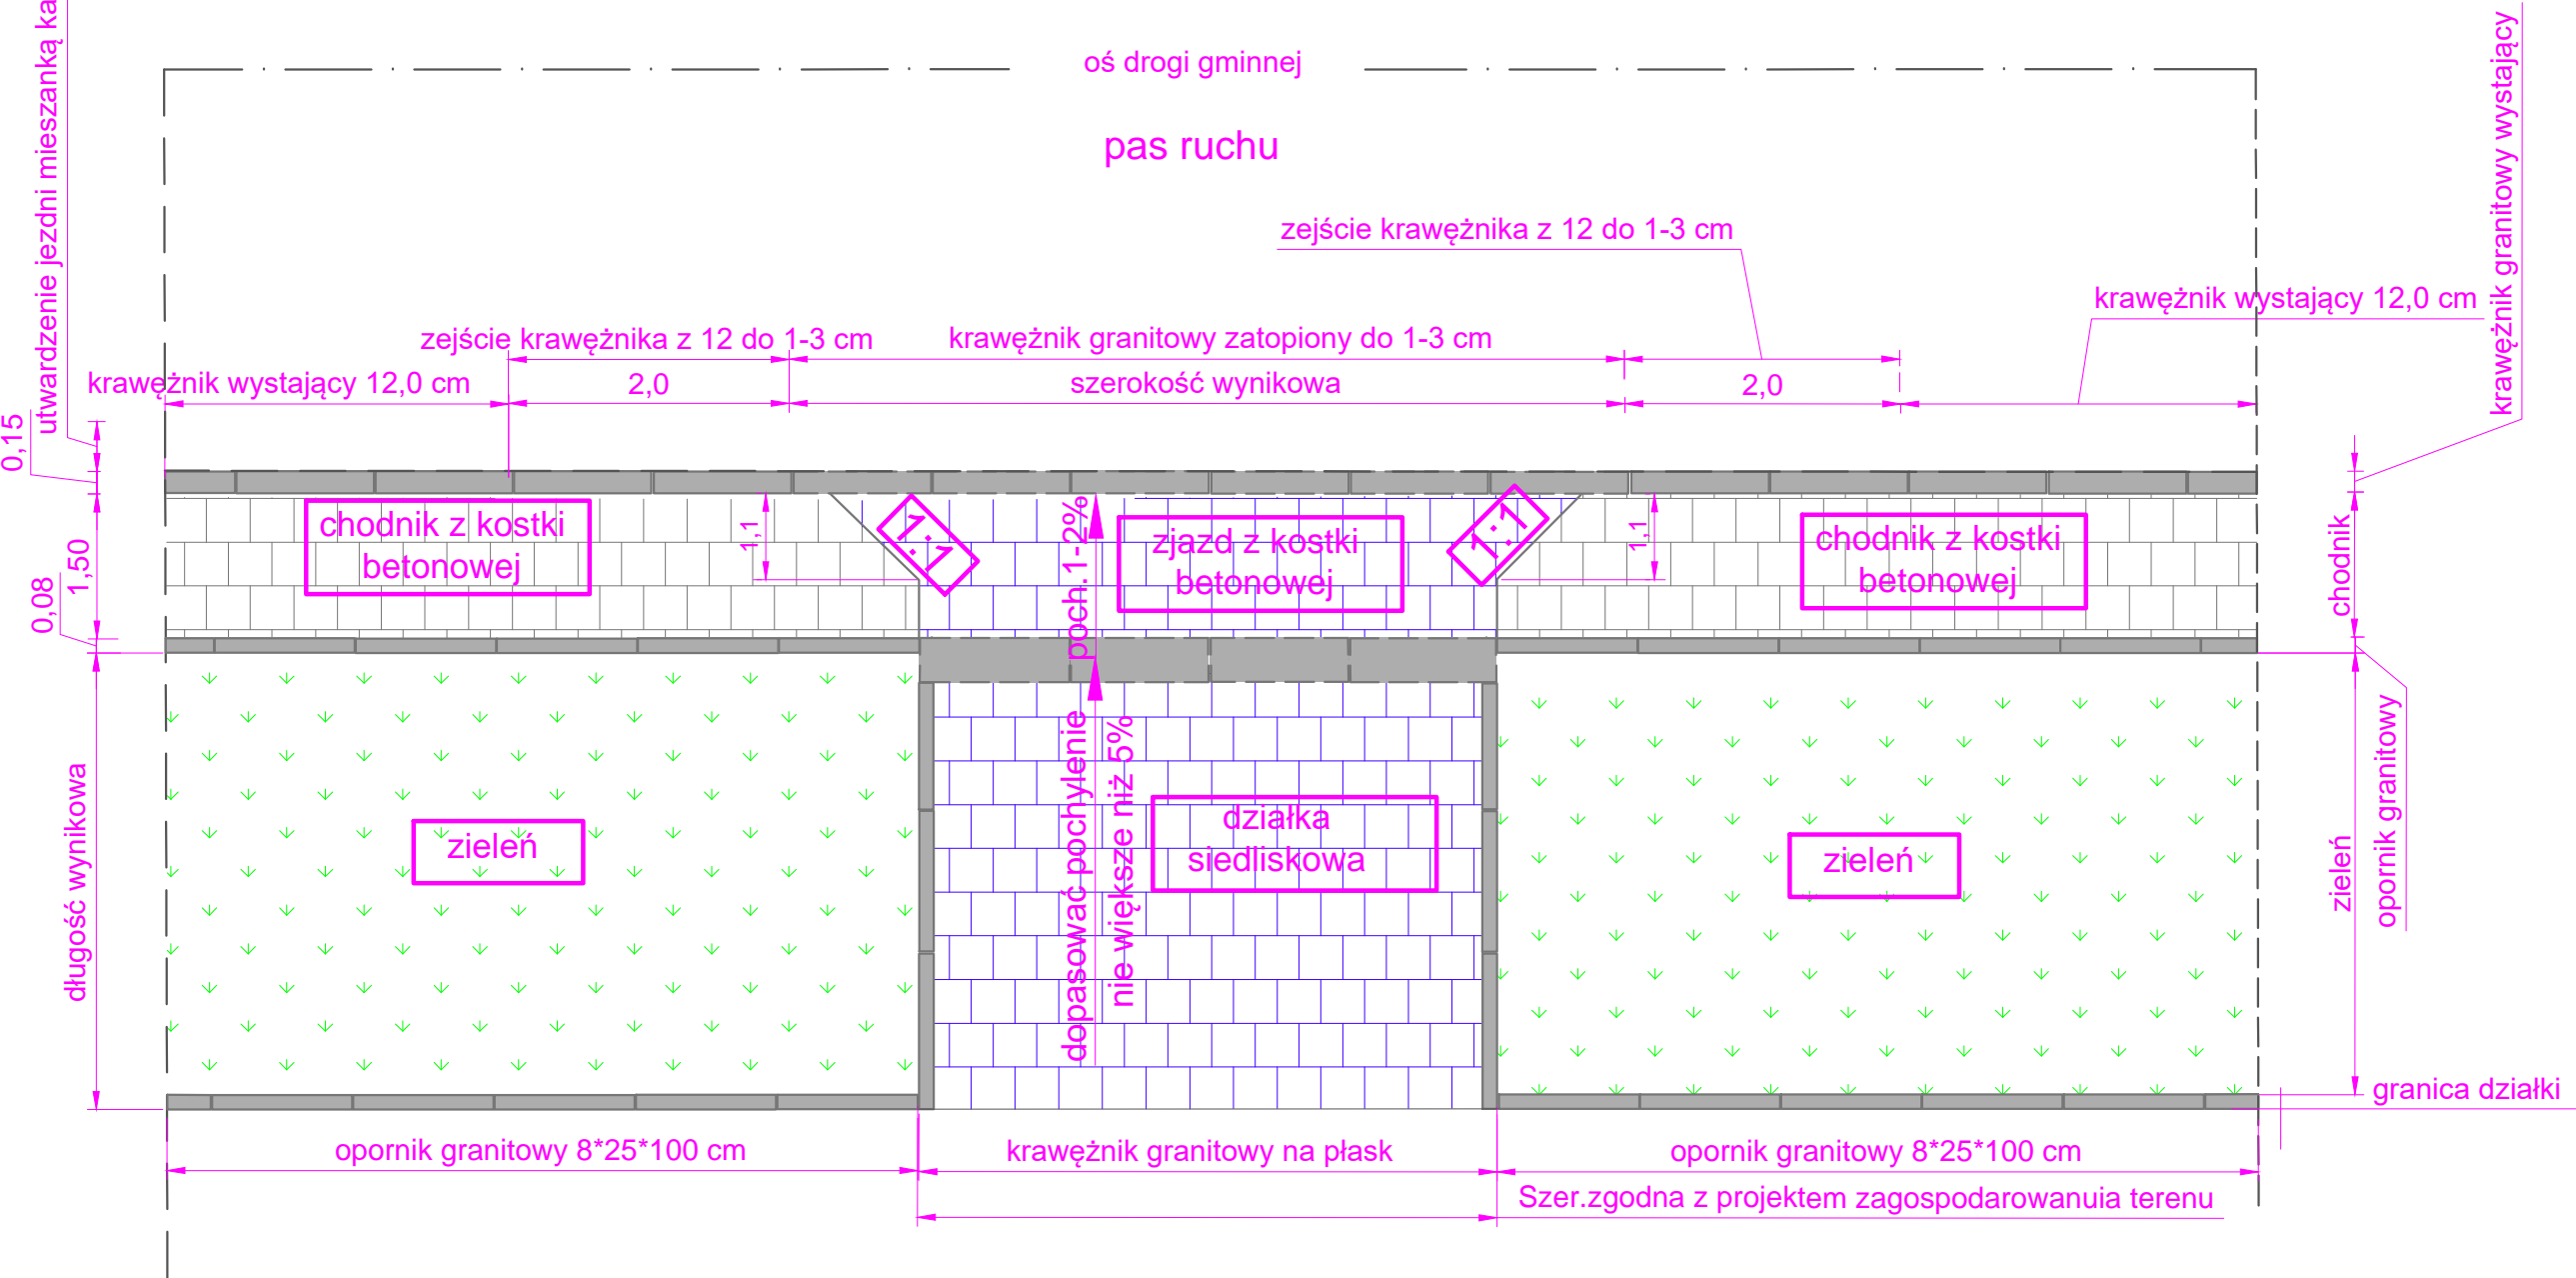 oś drogi gminnej
pas ruchu
zejście krawężnika z 12 do 1-3 cm
krawężnik wystający 12,0 cm
zejście krawężnika z 12 do 1-3 cm
krawężnik granitowy zatopiony do 1-3 cm
krawężnik wystający 12,0 cm
2,0
szerokość wynikowa
2,0
utwardzenie jezdni mieszanką ka
krawężnik granitowy wystający
0,15
1,50
0,08
długość wynikowa
chodnik z kostki
betonowej
1,1
1:1
poch.1-2%
zjazd z kostki
betonowej
1:1
1,1
chodnik z kostki
betonowej
chodnik
opornik granitowy
zieleń
zieleń
dopasować pochylenie
nie większe niż 5%
działka
siedliskowa
zieleń
granica działki
opornik granitowy 8*25*100 cm
krawężnik granitowy na płask
opornik granitowy 8*25*100 cm
Szer.zgodna z projektem zagospodarowanuia terenu